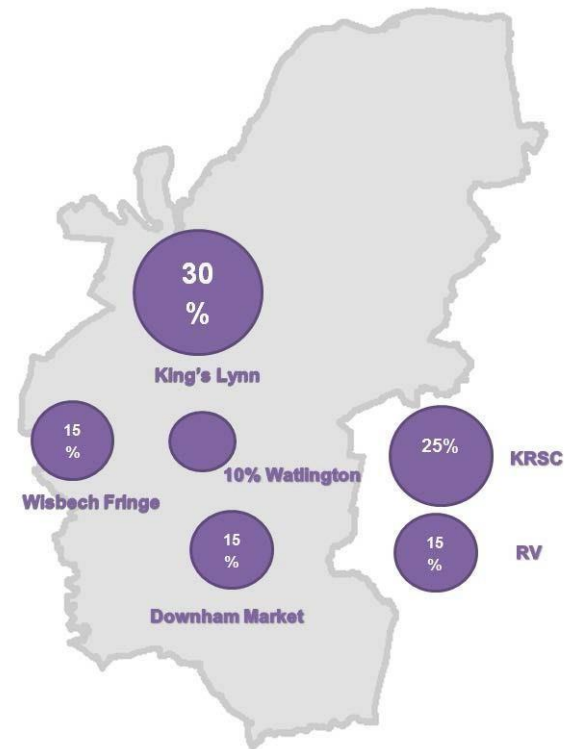 30
%
King's Lynn
15
%
Wisbech Fringe
10% Watlington
25%
KRSC
15
%
RV
15
%
Downham Market